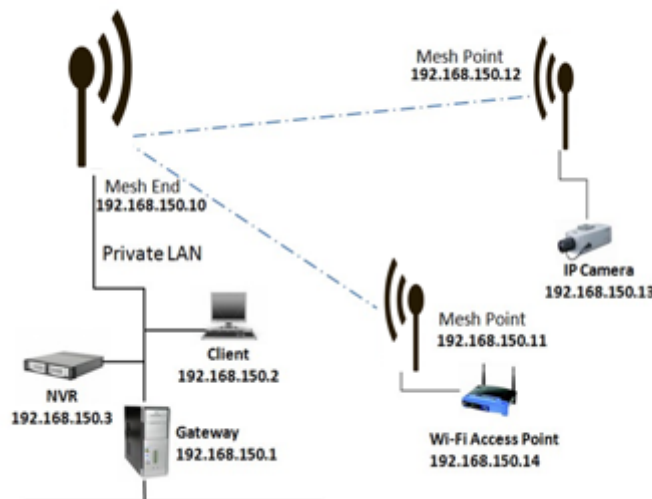 Mesh Point
192.168.150.12
Mesh End
192.168.150.10
Private LAN
IP Camera
192.168.150.13
Mesh Point
192.168.150.11
Client
192.168.150.2
NVR
192.168.150.3
Gateway
192.168.150.1
Wi-Fi Access Point
192.168.150.14